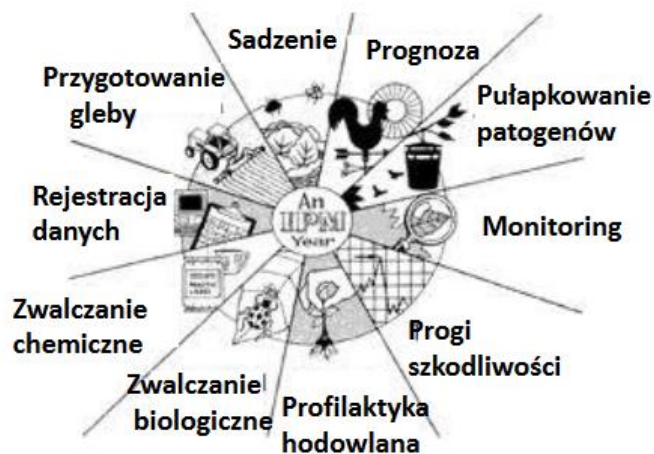 Sadzenie
Prognoza
Pułapkowanie
patogenów
Monitoring
Progi
szkodliwości
Profilaktyka
hodowlana
Zwalczanie
biologiczne
Zwalczanie
chemiczne
Rejestracja
danych
Przygotowanie
gleby
An
IPM
Year